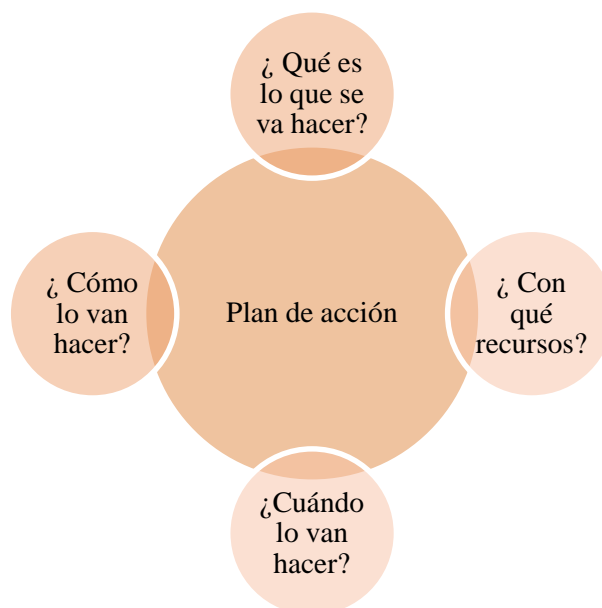 ¿ Qué es
lo que se
va hacer?
¿ Cómo
lo van
hacer?
Plan de acción
¿ Con
qué
recursos?
¿Cuándo
lo van
hacer?